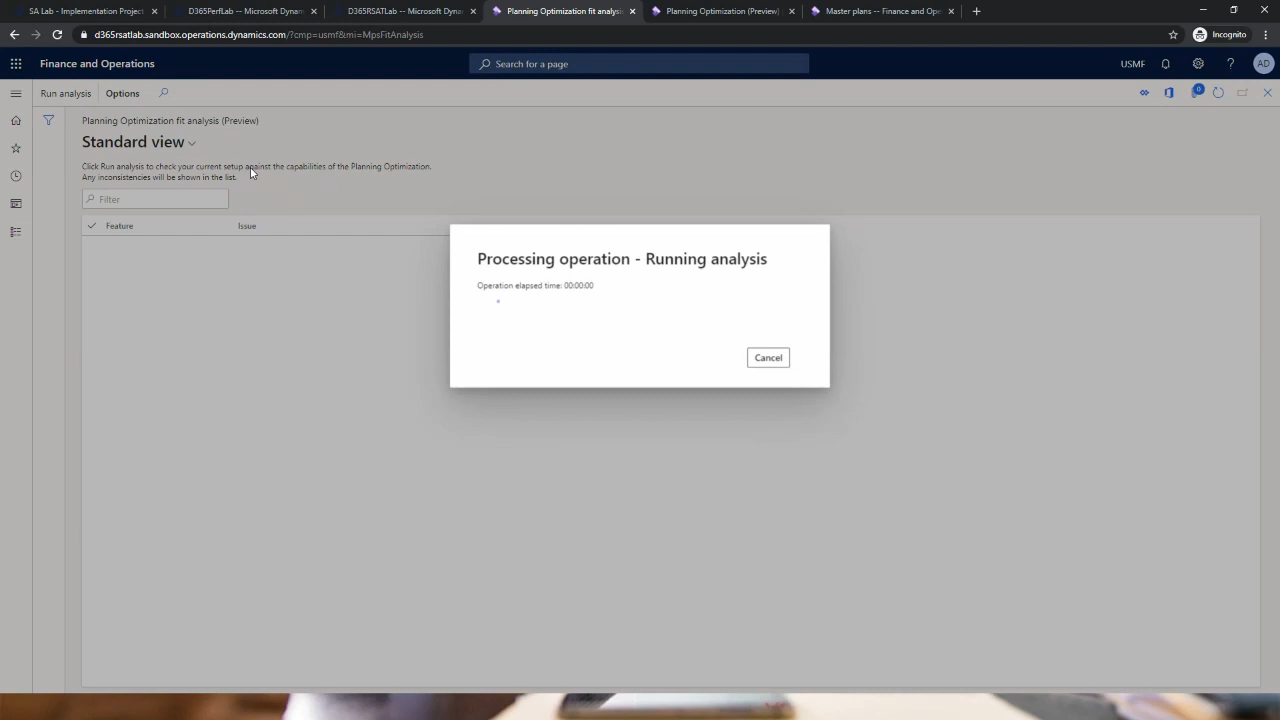 SA Lab - Implementation Project
D365PerfLab -- Microsoft Dynam
D365RSATLab -- Microsoft Dynam
Planning Optimization fit analysis
Planning Optimization (Preview)
Master plans -- Finance and Ope
d365rsatlab.sandbox.operations.dynamics.com/?cmp=usmf&mi=MpsFitAnalysis
Incognito
Finance and Operations
Search for a page
USMF
AD
Run analysis
Options
0
Planning Optimization fit analysis (Preview)
Standard view
Click Run analysis to check your current setup against the capabilities of the Planning Optimization.
Any inconsistencies will be shown in the list.
Filter
Feature
Issue
Processing operation - Running analysis
Operation elapsed time: 00:00:00
Cancel